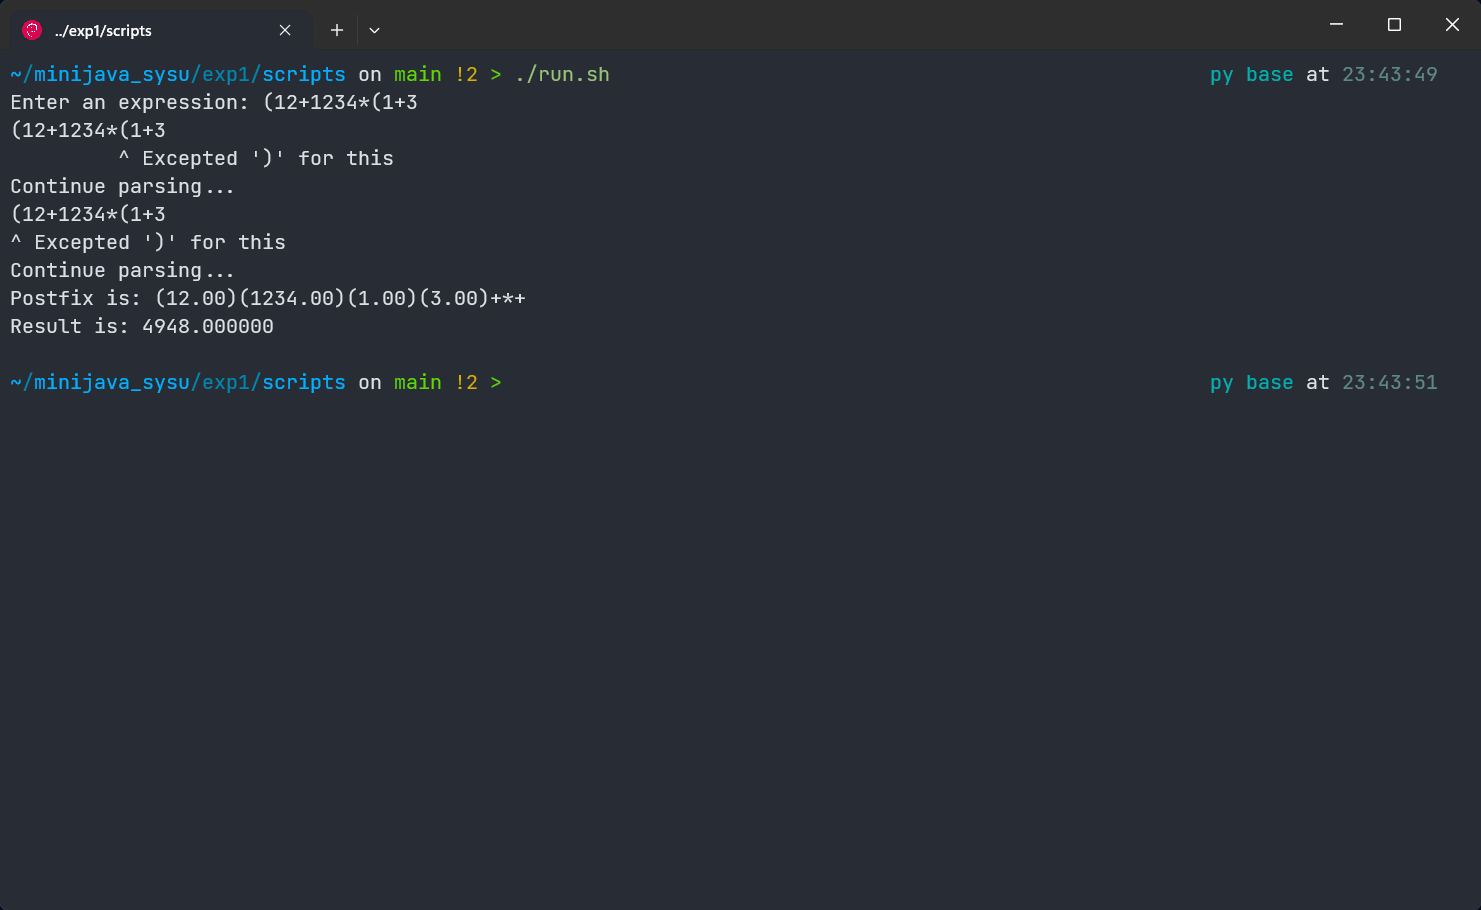 ../exp1/scripts
~/minijava_sysu/exp1/scripts on main !2 > ./run.sh py base at 23:43:49
Enter an expression: (12+1234*(1+3
(12+1234*(1+3
         ^ Excepted ')' for this
Continue parsing...
(12+1234*(1+3
^ Excepted ')' for this
Continue parsing...
Postfix is: (12.00)(1234.00)(1.00)(3.00)+*+
Result is: 4948.000000
~/minijava_sysu/exp1/scripts on main !2 > py base at 23:43:51